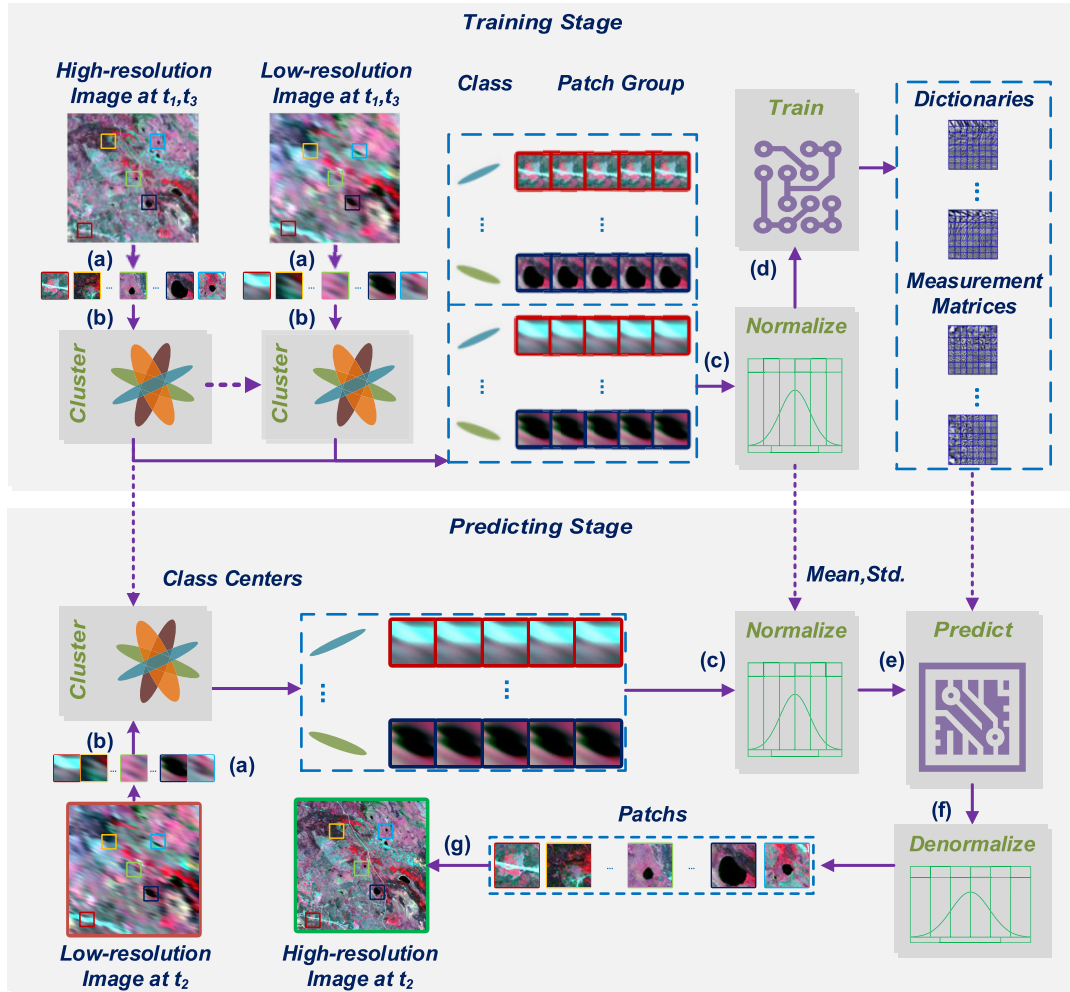 Training Stage
High-resolution
Image at t1,t3
Low-resolution
Image at t1,t3
Class
Patch Group
Train
Dictionaries
(a)
(a)
...
...
...
...
(b)
(b)
Cluster
Cluster
...
...
...
...
(d)
(c)
Normalize
...
Measurement
Matrices
...
Predicting Stage
Class Centers
Mean,Std.
Cluster
...
...
(c)
Normalize
(e)
Predict
(b)
(a)
...
...
(f)
Patchs
(g)
...
...
Denormalize
Low-resolution
Image at t2
High-resolution
Image at t2